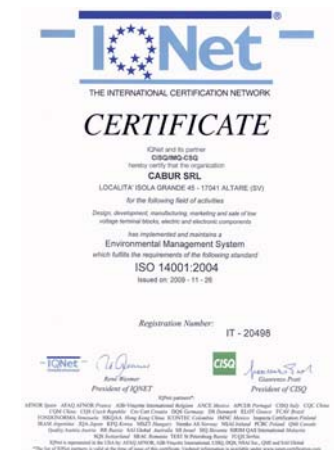 IQNet ®
THE INTERNATIONAL CERTIFICATION NETWORK
CERTIFICATE
IQNet and its partner
CISQ/IMQ-CSQ
hereby certify that the organization
CABUR SRL
LOCALITA' ISOLA GRANDE 45 - 17041 ALTARE (SV)
for the following field of activities
Design, development, manufacturing, marketing and sale of low
voltage terminal blocks, electric and electronic components
has implemented and maintains a
Environmental Management System
which fulfills the requirements of the following standard
ISO 14001:2004
Issued on: 2009 - 11 - 26
Registration Number:
IT - 20498
IQNet
CISQ
René Wasmer
President of IQNET
Gianrenzo Prati
President of CISQ
IQNet partners*: